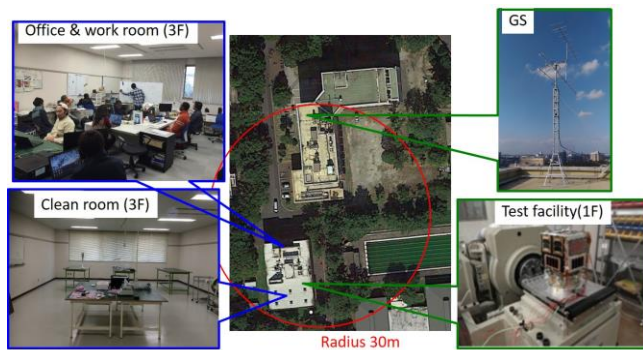 Office & work room (3F)
GS
Clean room (3F)
Test facility(1F)
Radius 30m